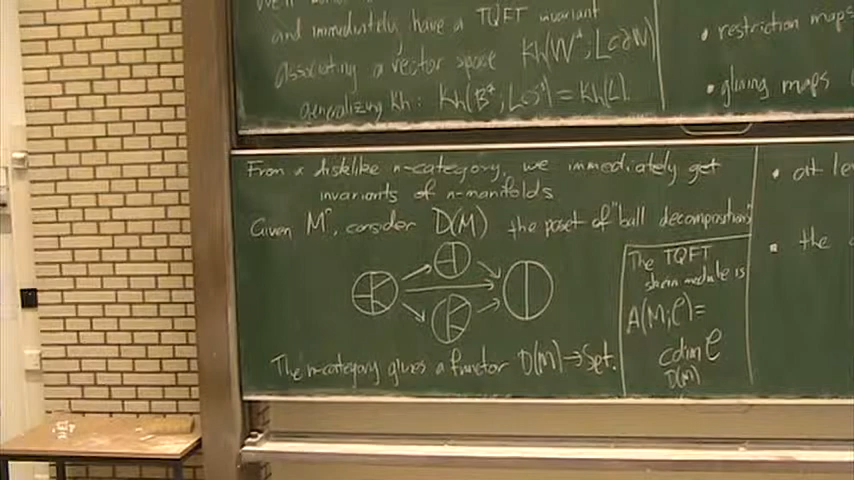 and immediately have a TQFT invariant
associating a vector space Kh(W⁴; L⊂∂W)
generalizing Kh: Kh(B⁴; L⊂S³) = Kh(L).
• restriction maps
• gluing maps
From a disklike n-category, we immediately get
invariants of n-manifolds
Given Mⁿ, consider D(M) the poset of "ball decompositions"
The n-category gives a functor D(M) → Set.
The TQFT
skein module is
A(M; C) =
colim C
D(M)
• at
• the